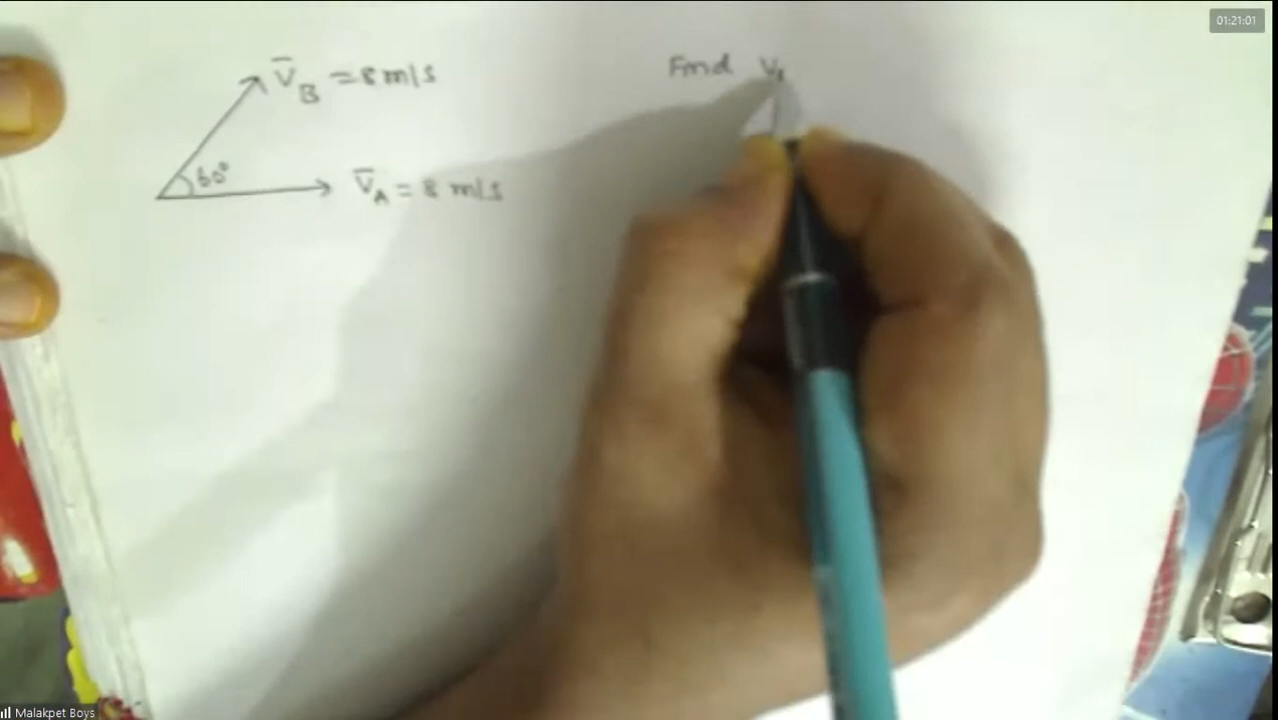 01:21:01
V̅B = 8 m/s
Find V
60°
V̅A = 8 m/s
Malakpet Boys